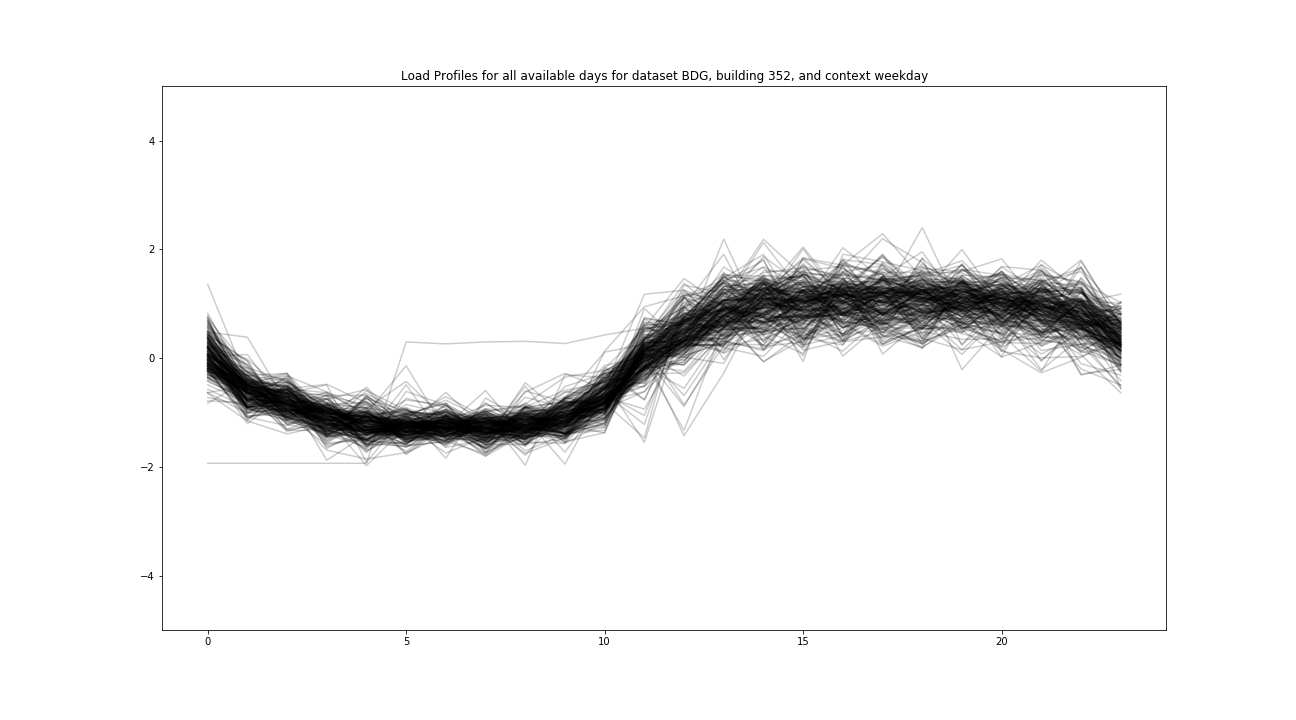 Load Profiles for all available days for dataset BDG, building 352, and context weekday
4
2
0
−2
−4
0 5 10 15 20